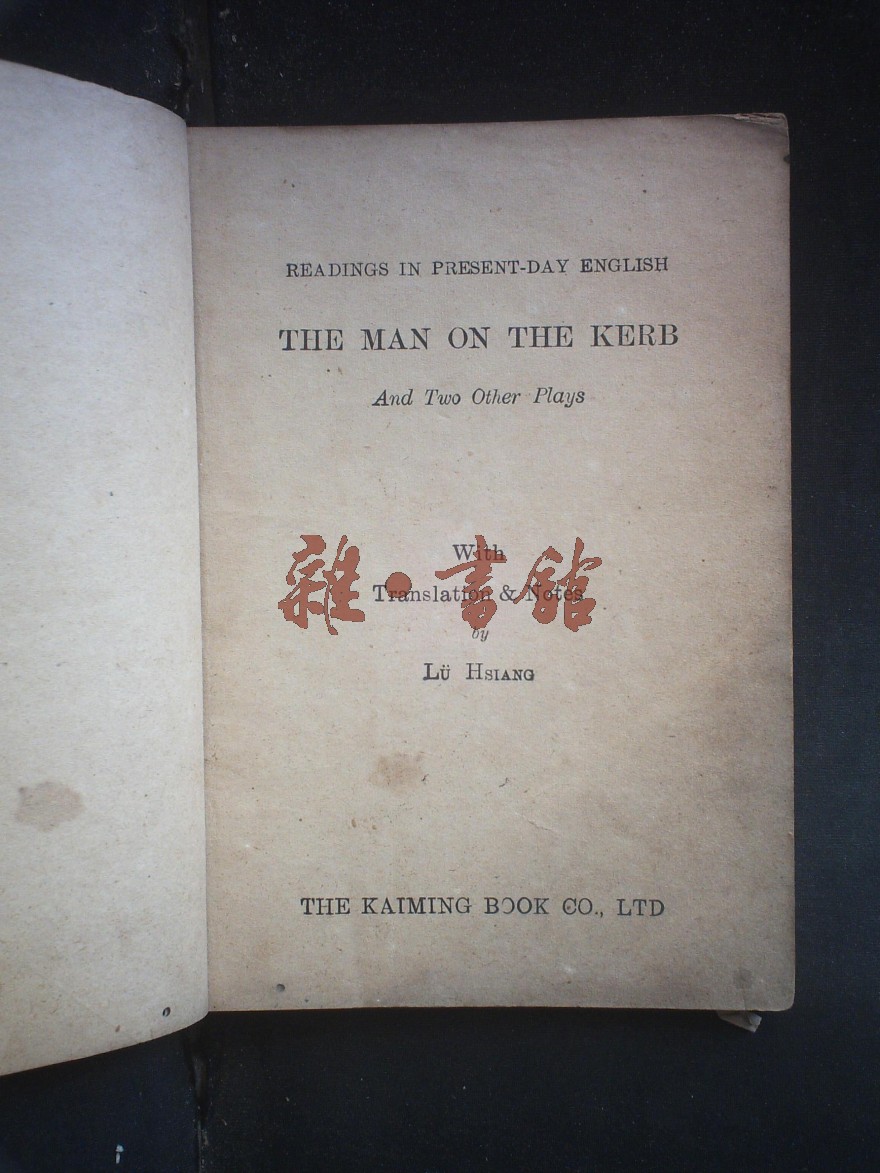 READINGS IN PRESENT-DAY ENGLISH
THE MAN ON THE KERB
And Two Other Plays
With
雜·書館
Translation & Notes
by
LÜ HSIANG
THE KAIMING BOOK CO., LTD